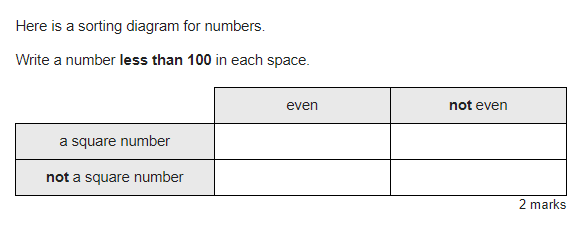 Here is a sorting diagram for numbers.
Write a number less than 100 in each space.
even not even
a square number
not a square number
2 marks